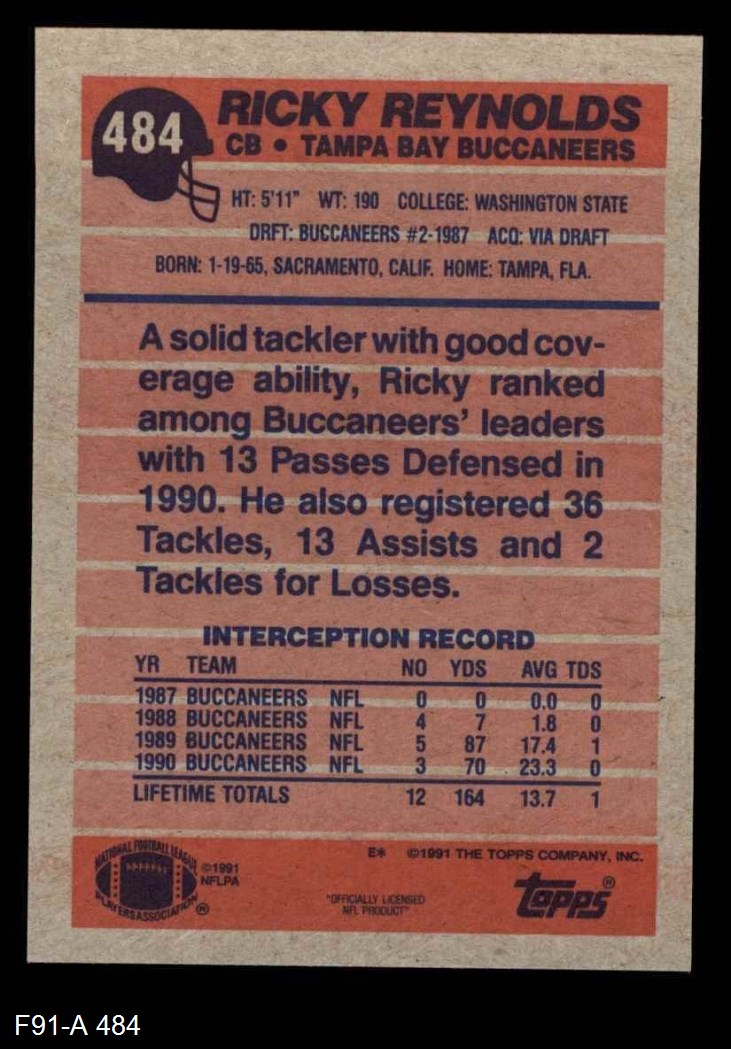 484
RICKY REYNOLDS
CB • TAMPA BAY BUCCANEERS
HT: 5'11" WT: 190 COLLEGE: WASHINGTON STATE
DRFT: BUCCANEERS #2-1987 ACQ: VIA DRAFT
BORN: 1-19-65, SACRAMENTO, CALIF. HOME: TAMPA, FLA.
A solid tackler with good cov-
erage ability, Ricky ranked
among Buccaneers' leaders
with 13 Passes Defensed in
1990. He also registered 36
Tackles, 13 Assists and 2
Tackles for Losses.
INTERCEPTION RECORD
YR TEAM NO YDS AVG TDS
1987 BUCCANEERS NFL 0 0 0.0 0
1988 BUCCANEERS NFL 4 7 1.8 0
1989 BUCCANEERS NFL 5 87 17.4 1
1990 BUCCANEERS NFL 3 70 23.3 0
LIFETIME TOTALS 12 164 13.7 1
NATIONAL FOOTBALL LEAGUE
PLAYERS ASSOCIATION ®
©1991
NFLPA
E* ©1991 THE TOPPS COMPANY, INC.
"OFFICIALLY LICENSED
NFL PRODUCT"
topps®
F91-A 484